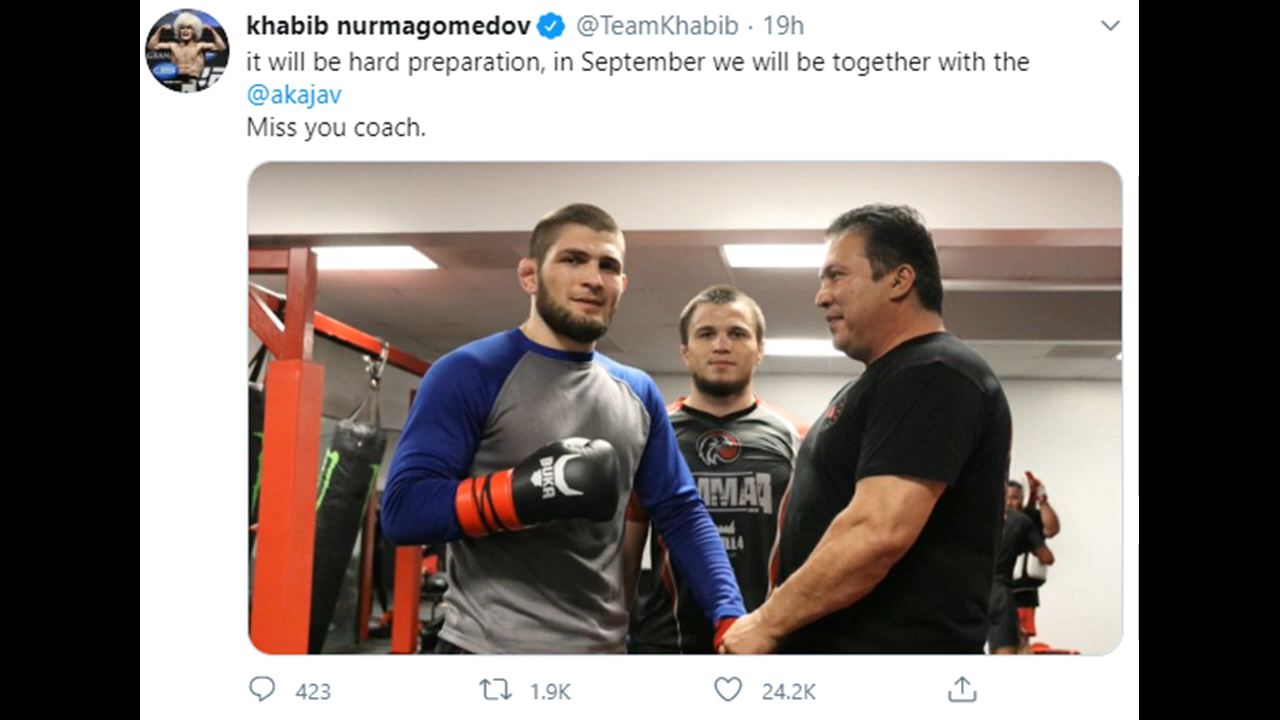 khabib nurmagomedov @TeamKhabib · 19h
it will be hard preparation, in September we will be together with the
@akajav
Miss you coach.
BUKA
423 1.9K 24.2K